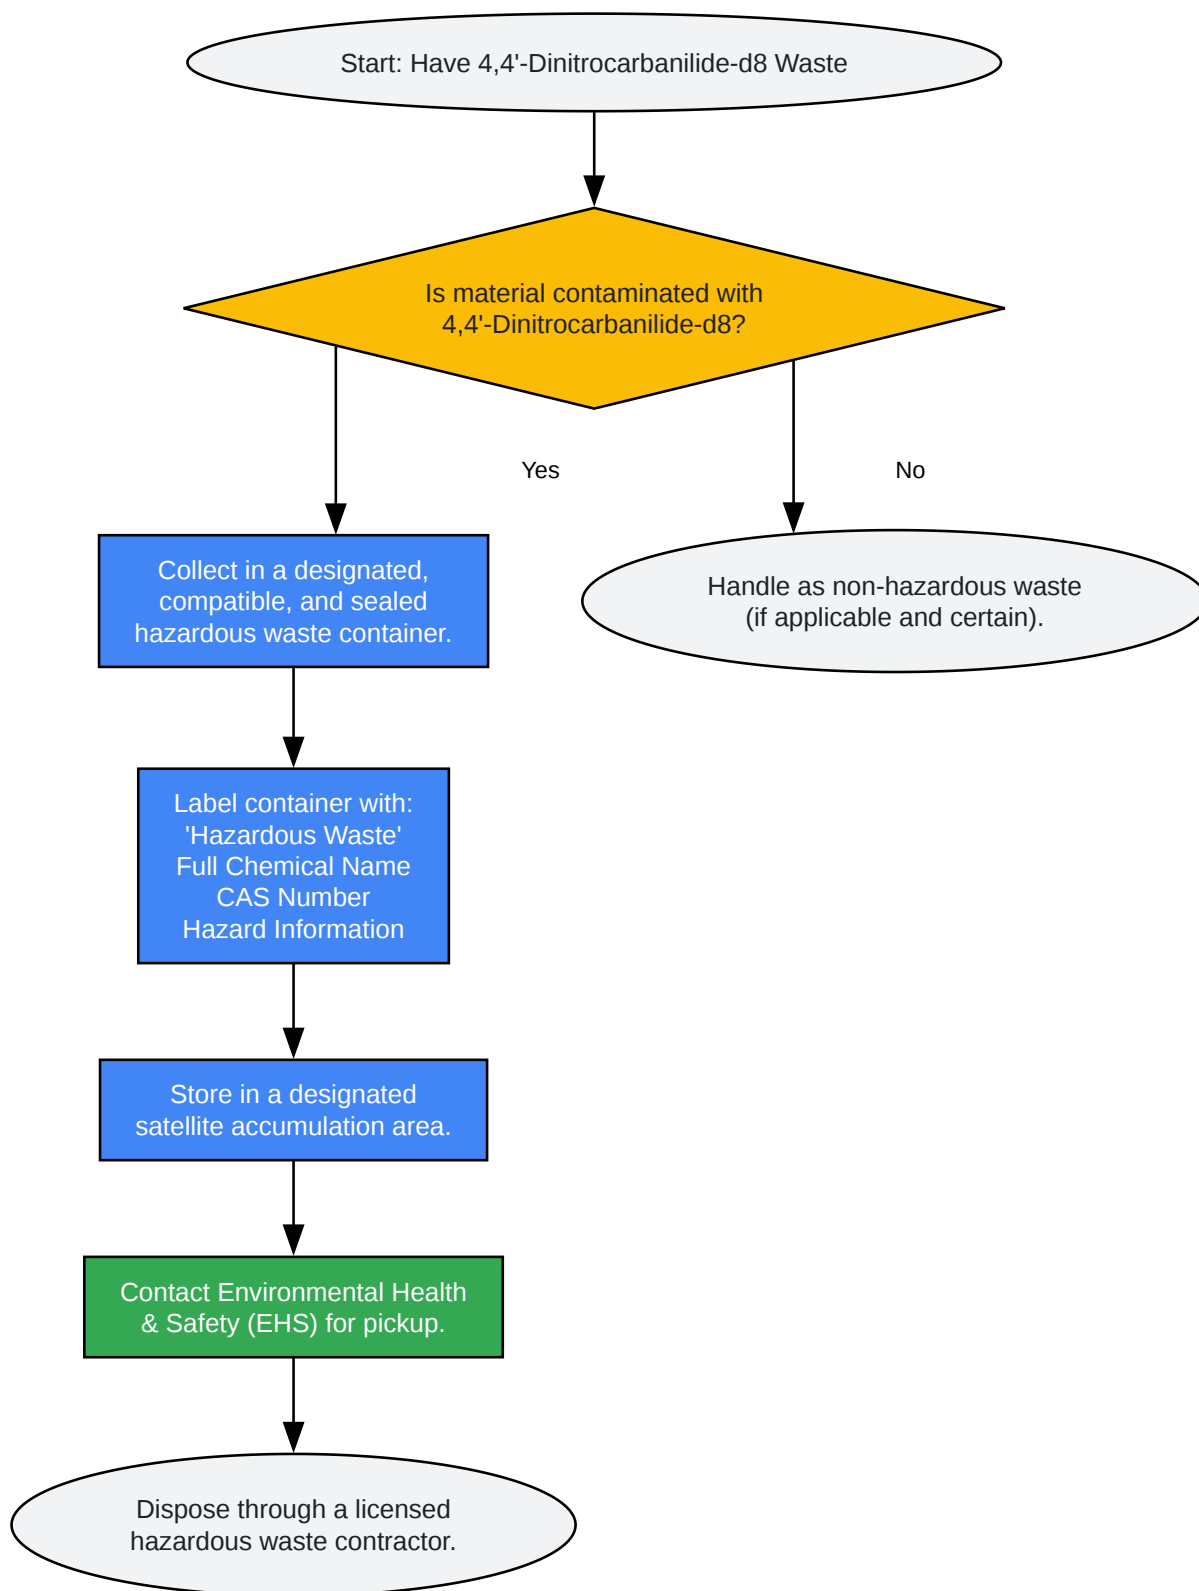 Start: Have 4,4'-Dinitrocarbanilide-d8 Waste
Is material contaminated with
4,4'-Dinitrocarbanilide-d8?
Yes
No
Collect in a designated,
compatible, and sealed
hazardous waste container.
Handle as non-hazardous waste
(if applicable and certain).
Label container with:
'Hazardous Waste'
Full Chemical Name
CAS Number
Hazard Information
Store in a designated
satellite accumulation area.
Contact Environmental Health
& Safety (EHS) for pickup.
Dispose through a licensed
hazardous waste contractor.